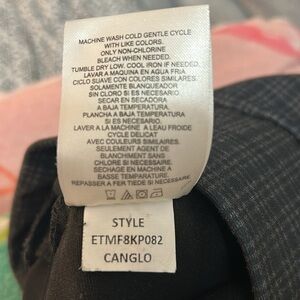 MACHINE WASH COLD GENTLE CYCLE
WITH LIKE COLORS.
ONLY NON-CHLORINE
BLEACH WHEN NEEDED.
TUMBLE DRY LOW. COOL IRON IF NEEDED.
LAVAR A MAQUINA EN AGUA FRIA
CICLO SUAVE CON COLORES SIMILARES.
SOLAMENTE BLANQUEADOR
SIN CLORO SI ES NECESARIO.
SECAR EN SECADORA
A BAJA TEMPERATURA
PLANCHA A BAJA TEMPERATURA
SI ES NECESARIO.
LAVER A LA MACHINE A LEAU FROIDE
CYCLE DELICAT
AVEC COULEURS SIMILAIRES.
SEULEMENT AGENT DE
BLANCHIMENT SANS
CHLORE SI NECESSAIRE.
SECHAGE EN MACHINE A
BASSE TEMPARATURE.
REPASSER A FER TIEDE SI NECESSAIRE
STYLE
ETMF8KP082
CANGLO